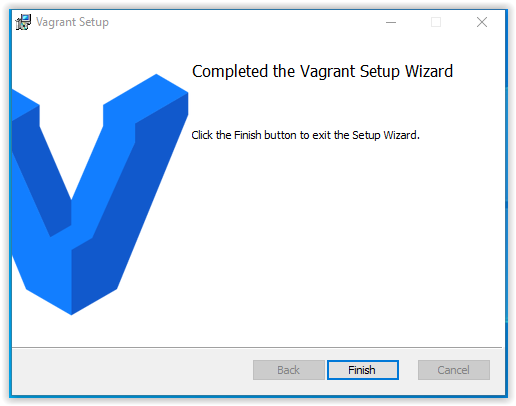 Vagrant Setup
Completed the Vagrant Setup Wizard
Click the Finish button to exit the Setup Wizard.
Back
Finish
Cancel